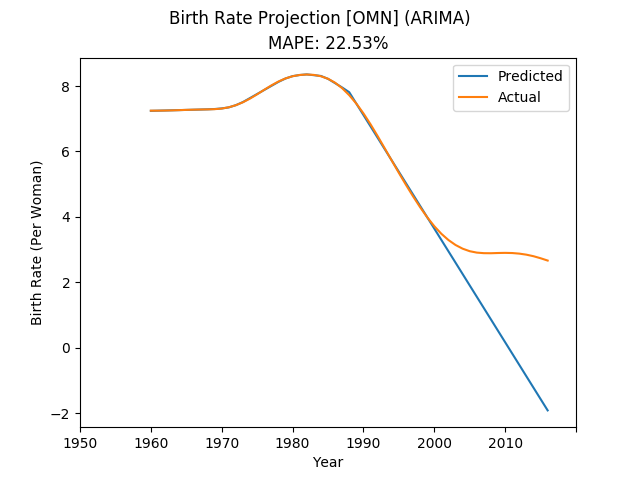 Birth Rate Projection [OMN] (ARIMA)
MAPE: 22.53%
Predicted
Actual
Birth Rate (Per Woman)
8
6
4
2
0
−2
1950
1960
1970
1980
1990
2000
2010
Year